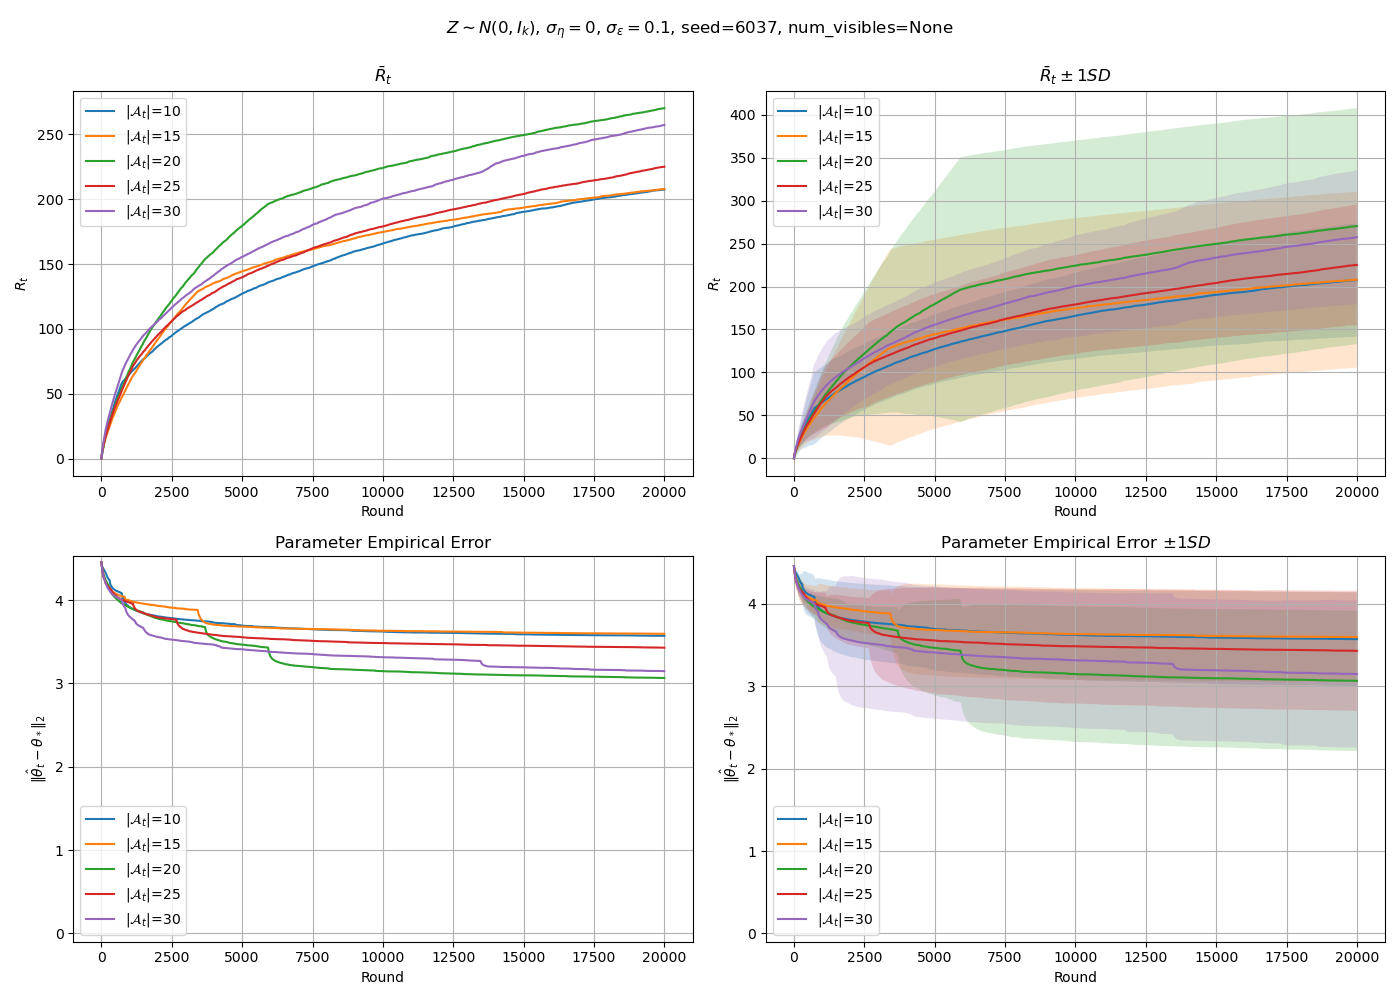 Z ∼ N(0, I_k), σ_η = 0, σ_ε = 0.1, seed=6037, num_visibles=None
R̄_t
R_t
250
200
150
100
50
0
|𝒜_t|=10
|𝒜_t|=15
|𝒜_t|=20
|𝒜_t|=25
|𝒜_t|=30
0 2500 5000 7500 10000 12500 15000 17500 20000
Round
R̄_t ± 1SD
R_t
400
350
300
250
200
150
100
50
0
|𝒜_t|=10
|𝒜_t|=15
|𝒜_t|=20
|𝒜_t|=25
|𝒜_t|=30
0 2500 5000 7500 10000 12500 15000 17500 20000
Round
Parameter Empirical Error
‖θ̂_t − θ_*‖_2
4
3
2
1
0
|𝒜_t|=10
|𝒜_t|=15
|𝒜_t|=20
|𝒜_t|=25
|𝒜_t|=30
0 2500 5000 7500 10000 12500 15000 17500 20000
Round
Parameter Empirical Error ±1SD
‖θ̂_t − θ_*‖_2
4
3
2
1
0
|𝒜_t|=10
|𝒜_t|=15
|𝒜_t|=20
|𝒜_t|=25
|𝒜_t|=30
0 2500 5000 7500 10000 12500 15000 17500 20000
Round